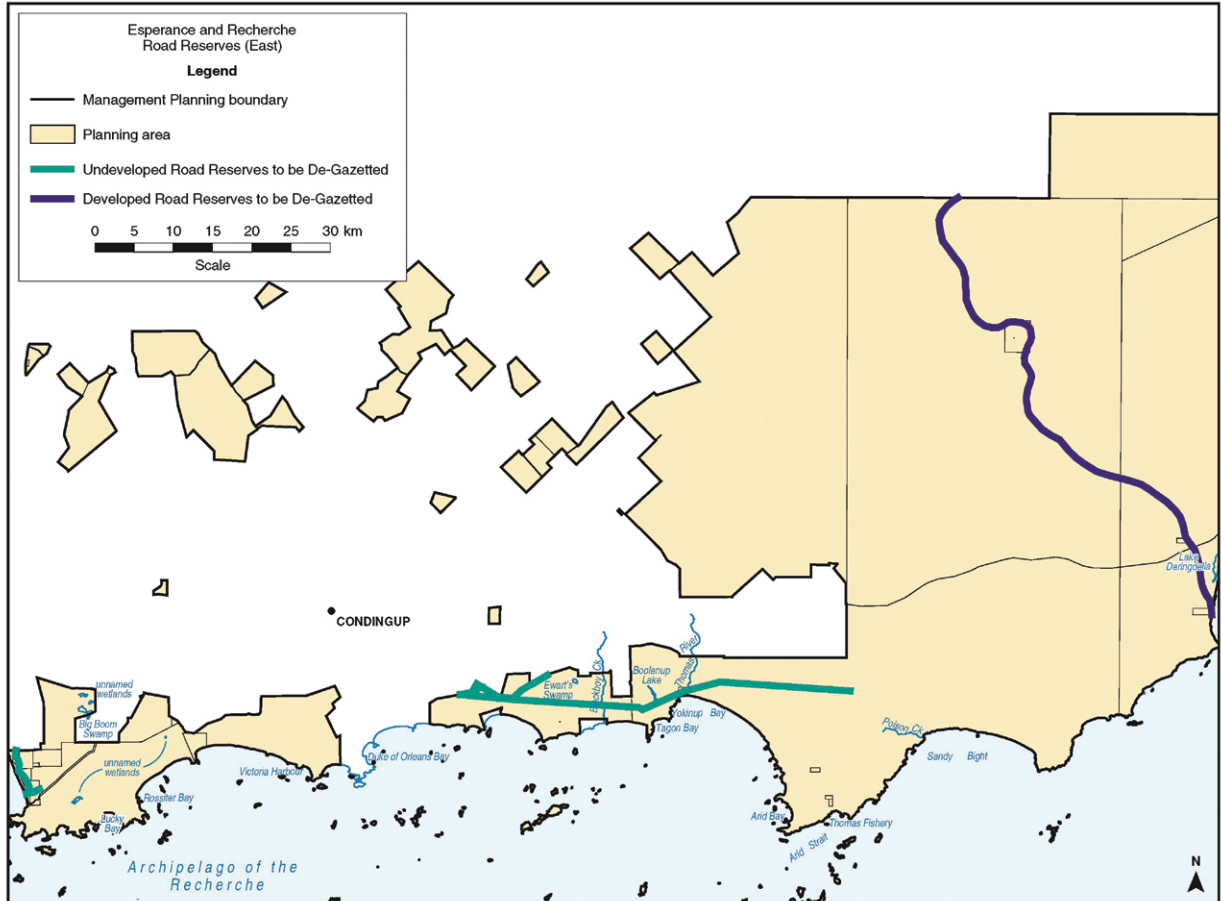 Esperance and Recherche
Road Reserves (East)
Legend
Management Planning boundary
Planning area
Undeveloped Road Reserves to be De-Gazetted
Developed Road Reserves to be De-Gazetted
0 5 10 15 20 25 30 km
Scale
Lake
Daringdella
CONDINGUP
Thomas River
Boolenup
Lake
Ewart's
Swamp
unnamed
wetlands
Big Boom
Swamp
Yokinup Bay
Tagon Bay
Poison Ck
Duke of Orleans Bay
Sandy Bight
unnamed
wetlands
Victoria Harbour
Rossiter Bay
Lucky
Bay
Arid Bay
Thomas Fishery
Arid Strait
Archipelago of the
Recherche
N